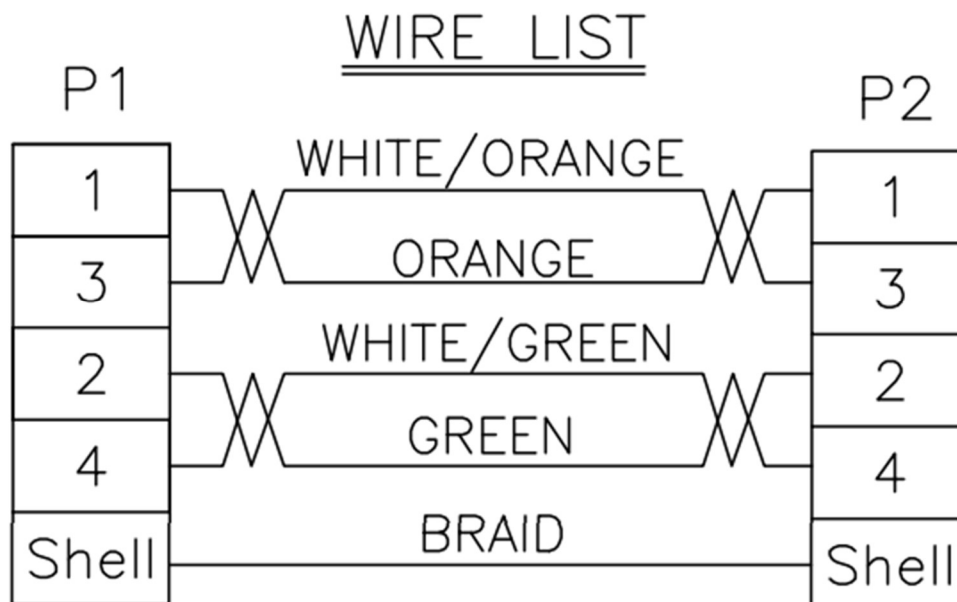 WIRE LIST
P1
P2
WHITE/ORANGE
1
1
ORANGE
3
3
WHITE/GREEN
2
2
GREEN
4
4
BRAID
Shell
Shell